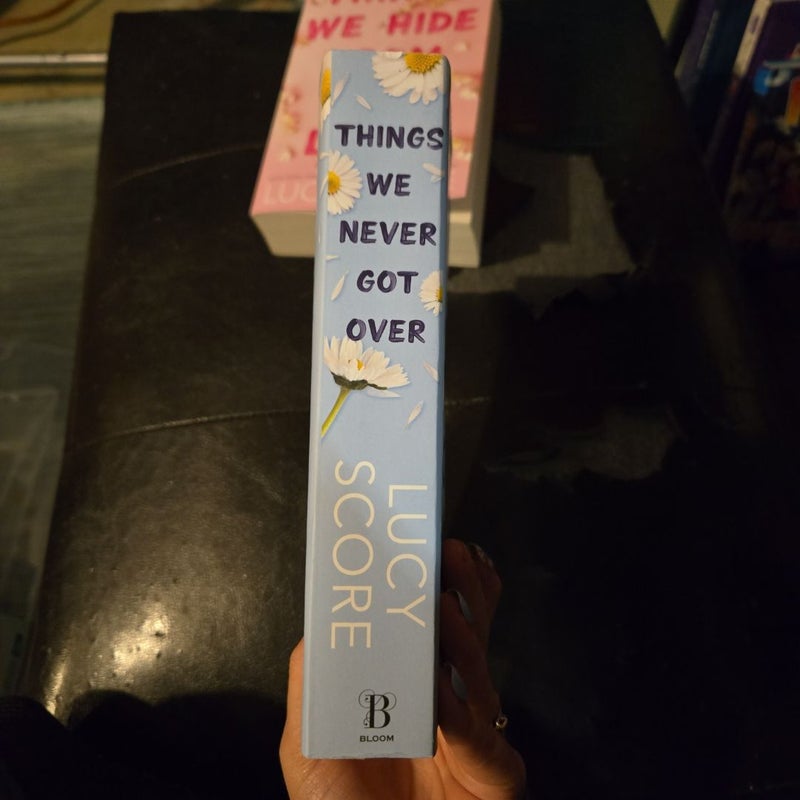 WE HIDE
THINGS
WE
NEVER
GOT
OVER
LUCY
SCORE
B
BLOOM